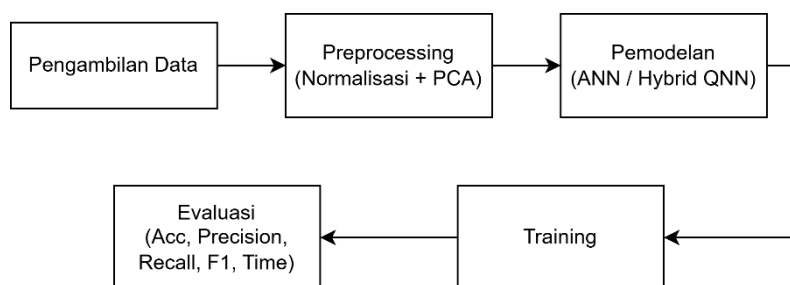 Pengambilan Data
Preprocessing
(Normalisasi + PCA)
Pemodelan
(ANN / Hybrid QNN)
Evaluasi
(Acc, Precision,
Recall, F1, Time)
Training